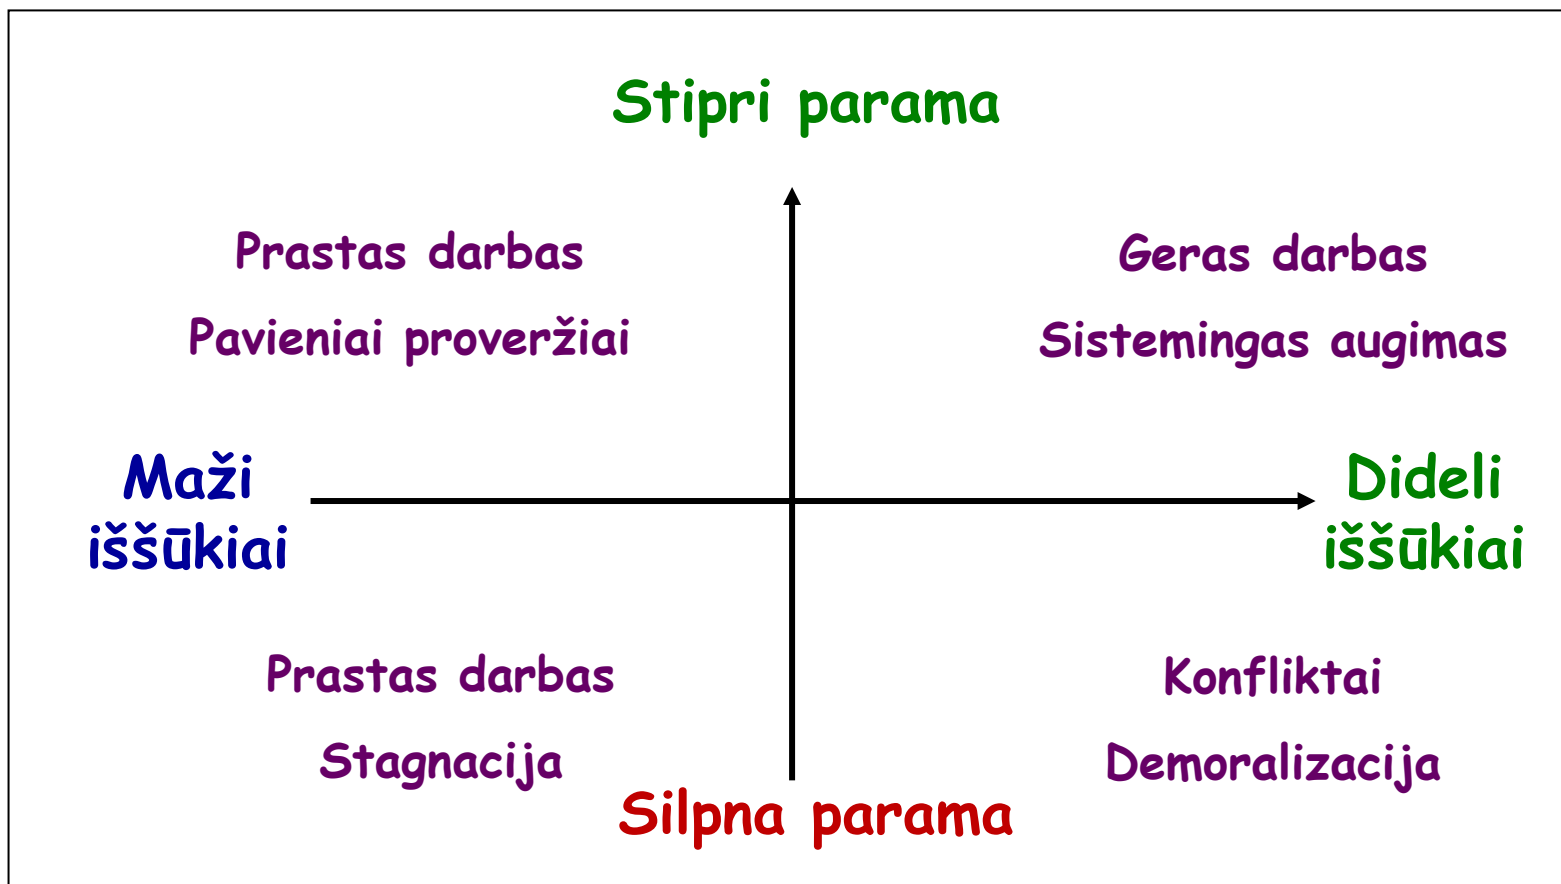 Stipri parama
Prastas darbas
Pavieniai proveržiai
Geras darbas
Sistemingas augimas
Maži
iššūkiai
Dideli
iššūkiai
Prastas darbas
Stagnacija
Konfliktai
Demoralizacija
Silpna parama